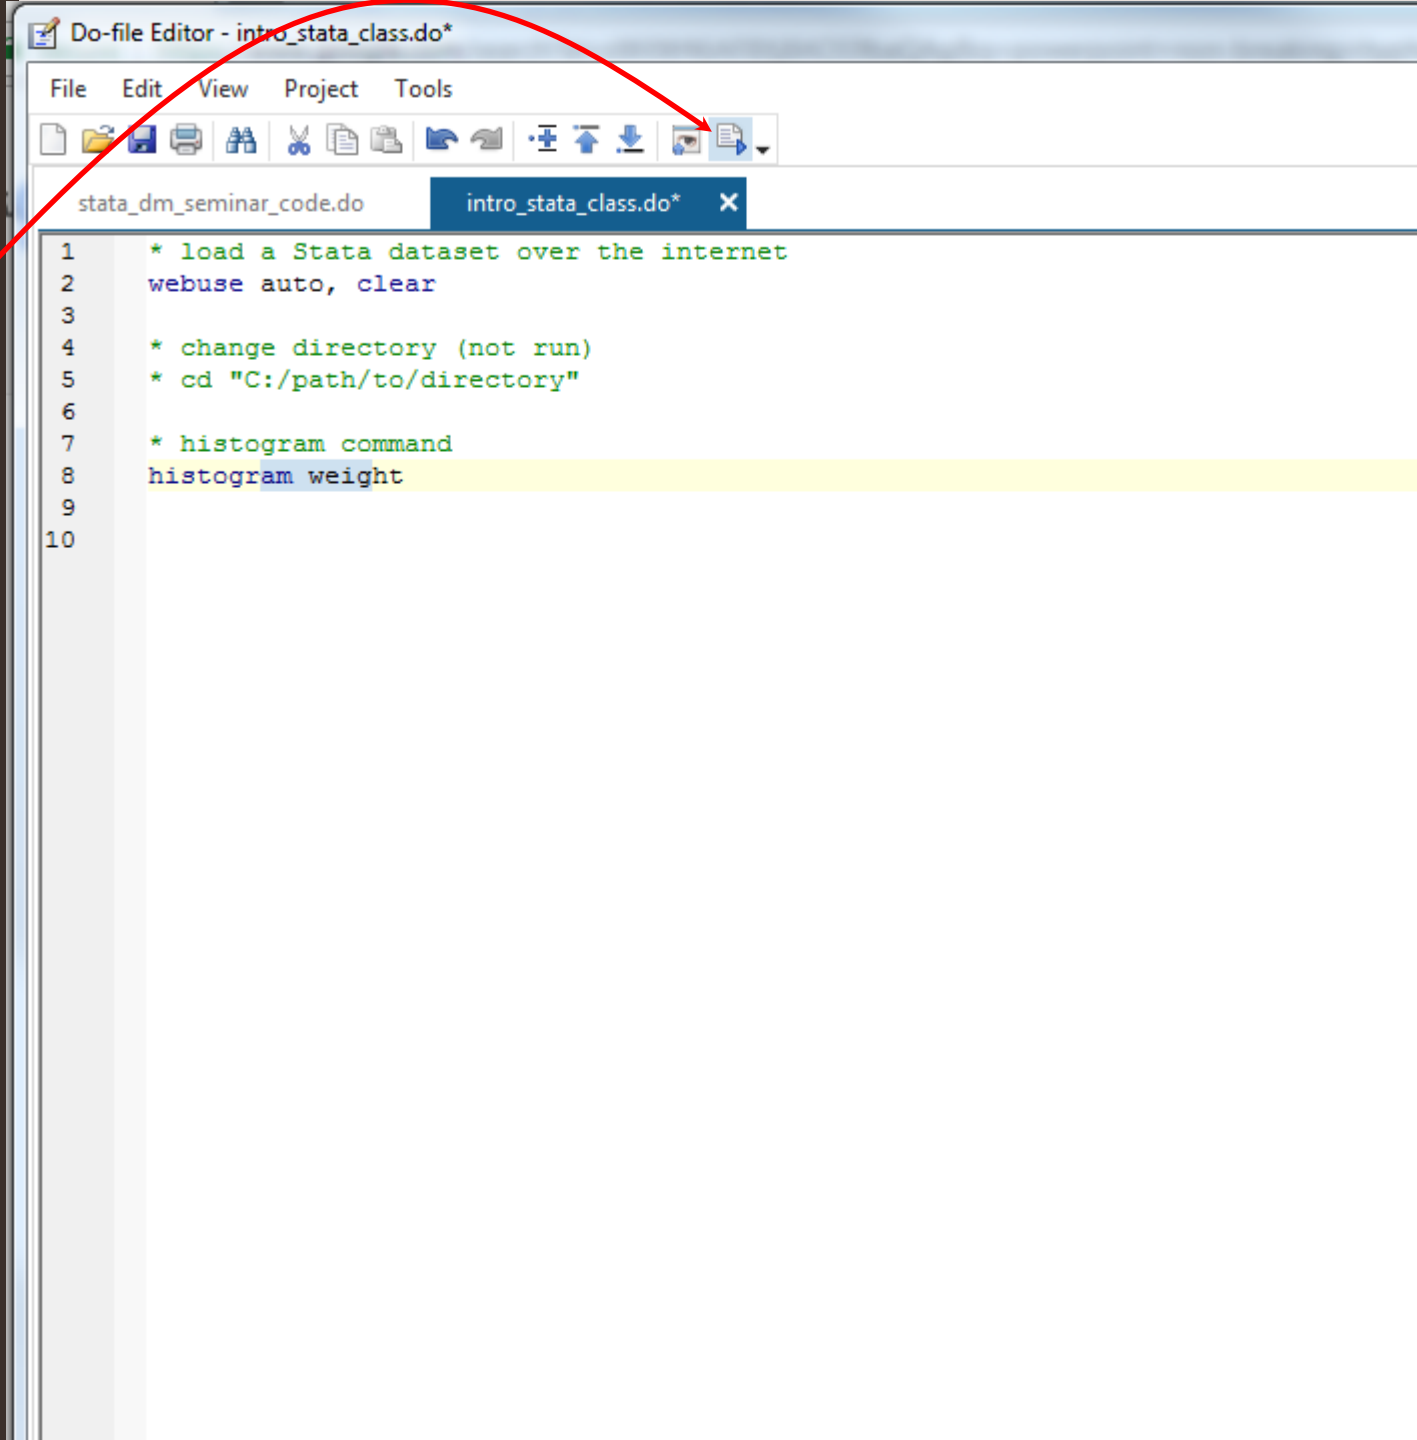 Do-file Editor - intro_stata_class.do*
File Edit View Project Tools
stata_dm_seminar_code.do intro_stata_class.do*
1 * load a Stata dataset over the internet
2 webuse auto, clear
3
4 * change directory (not run)
5 * cd "C:/path/to/directory"
6
7 * histogram command
8 histogram weight
9
10